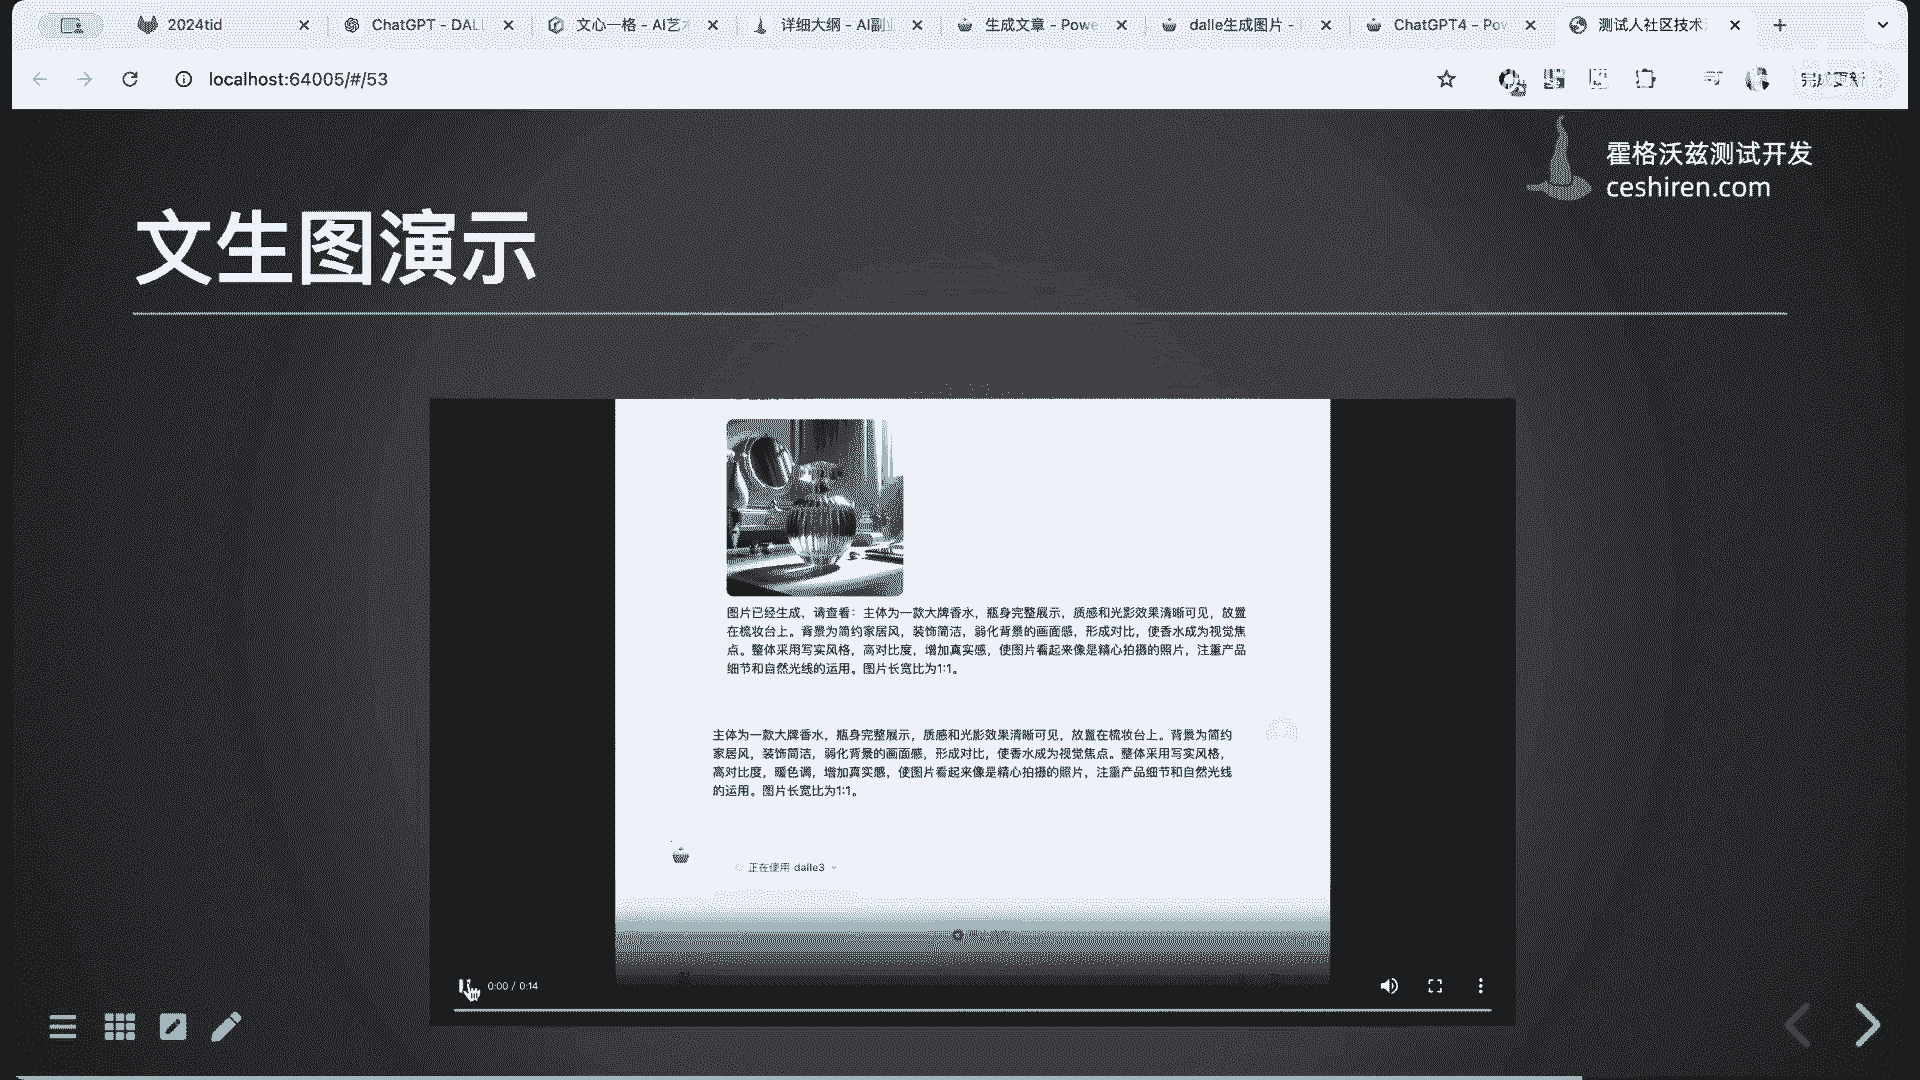 2024tid
ChatGPT - DALL
文心一格 - AI艺
详细大纲 - AI副
生成文章 - Powe
dalle生成图片 -
ChatGPT4 - Pow
测试人社区技术
localhost:64005/#/53
完成更新
霍格沃兹测试开发
ceshiren.com
文生图演示
图片已经生成，请查看：主体为一款大牌香水，瓶身完整展示，质感和光影效果清晰可见，放置
在梳妆台上。背景为简约家居风，装饰简洁，弱化背景的画面感，形成对比，使香水成为视觉焦
点。整体采用写实风格，高对比度，增加真实感，使图片看起来像是精心拍摄的照片，注重产品
细节和自然光线的运用。图片长宽比为1:1。
主体为一款大牌香水，瓶身完整展示，质感和光影效果清晰可见，放置在梳妆台上。背景为简约
家居风，装饰简洁，弱化背景的画面感，形成对比，使香水成为视觉焦点。整体采用写实风格，
高对比度，暖色调，增加真实感，使图片看起来像是精心拍摄的照片，注重产品细节和自然光线
的运用。图片长宽比为1:1。
正在使用 dalle3
0:00 / 0:14